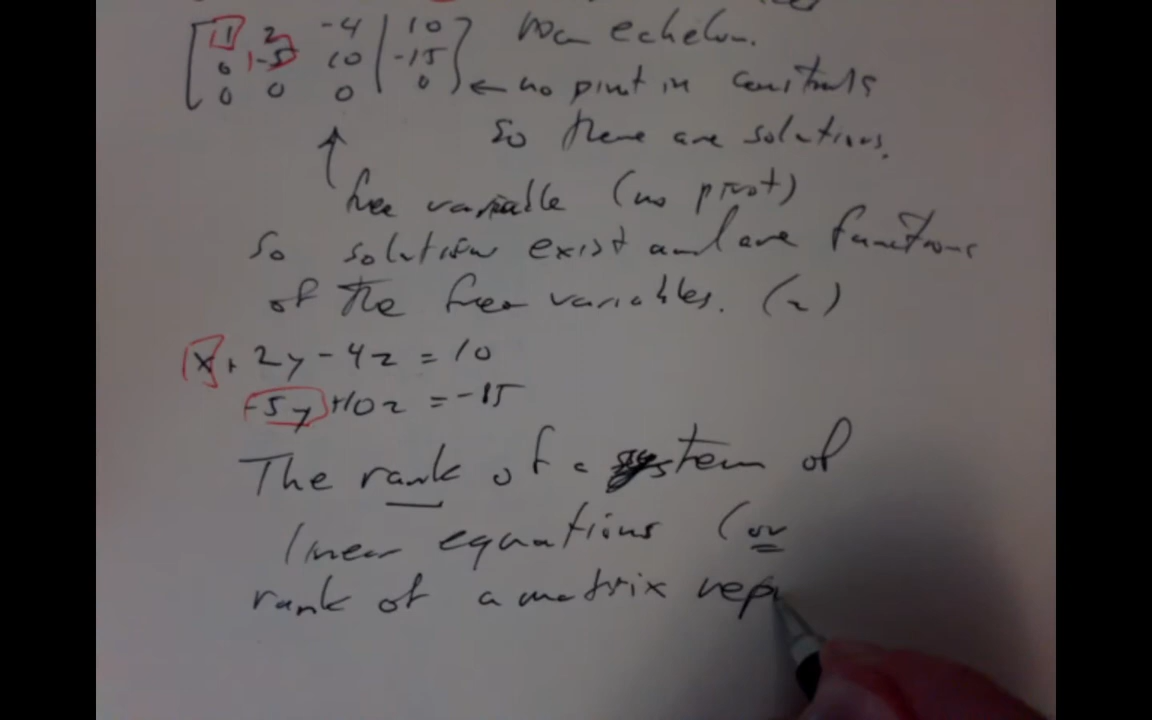 [ 1 2 -4 | 10 ] row echelon.
0 -5 10 | -15
0 0 0 | 0 ← no pivot in constants
so there are solutions.
↑ free variable (no pivot)
So solution exist and are functions
of the free variables. (z)
x + 2y - 4z = 10
-5y + 10z = -15
The rank of a system of
linear equations (or
rank of a matrix rep